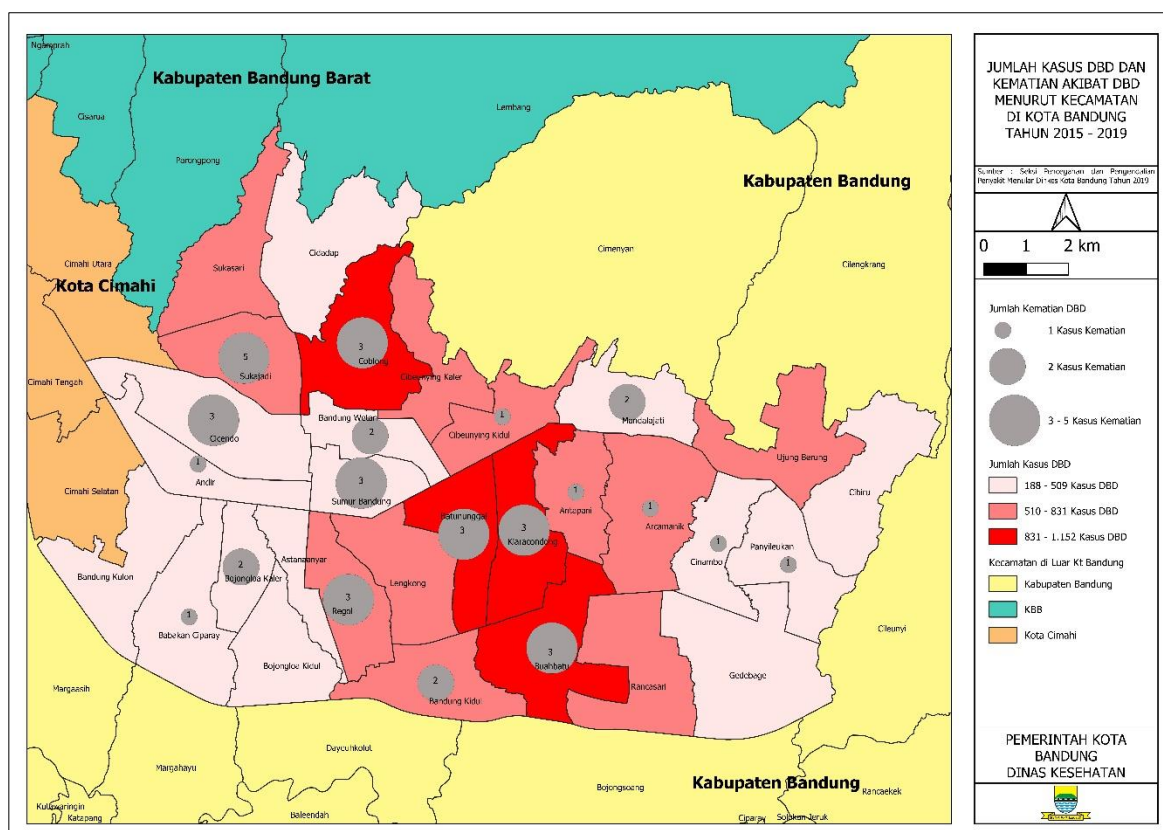 Ngamprah
Kabupaten Bandung Barat
Lembang
Cisarua
Parongpong
Kabupaten Bandung
Cimenyan
Cidadap
Cimahi Utara
Sukasari
Cilengkrang
Kota Cimahi
3
Coblong
5
Sukajadi
Cibeunying Kaler
Cimahi Tengah
2
Mandalajati
3
Cicendo
Bandung Wetan
2
1
Cibeunying Kidul
Ujung Berung
1
Andir
3
Sumur Bandung
Cimahi Selatan
Cibiru
1
Antapani
1
Arcamanik
Batununggal
3
3
Kiaracondong
1
Cinambo
Panyileukan
1
Bandung Kulon
2
Bojongloa Kaler
Astanaanyar
Lengkong
3
Regol
1
Babakan Ciparay
Bojongloa Kidul
3
Buahbatu
Cileunyi
2
Bandung Kidul
Rancasari
Gedebage
Margaasih
Dayeuhkolot
Margahayu
Kabupaten Bandung
Bojongsoang
Rancaekek
Kutawaringin
Katapang
Baleendah
Ciparay
Solokan Jeruk
JUMLAH KASUS DBD DAN
KEMATIAN AKIBAT DBD
MENURUT KECAMATAN
DI KOTA BANDUNG
TAHUN 2015 - 2019
Sumber : Seksi Pencegahan dan Pengendalian
Penyakit Menular Dinkes Kota Bandung Tahun 2019
0 1 2 km
Jumlah Kematian DBD
1 Kasus Kematian
2 Kasus Kematian
3 - 5 Kasus Kematian
Jumlah Kasus DBD
188 - 509 Kasus DBD
510 - 831 Kasus DBD
831 - 1.152 Kasus DBD
Kecamatan di Luar Kt Bandung
Kabupaten Bandung
KBB
Kota Cimahi
PEMERINTAH KOTA
BANDUNG
DINAS KESEHATAN